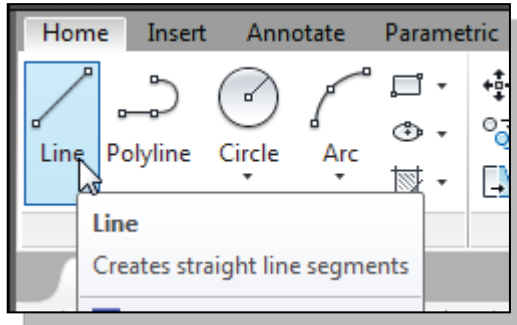 Home Insert Annotate Parametric
Line Polyline Circle Arc
Line
Creates straight line segments